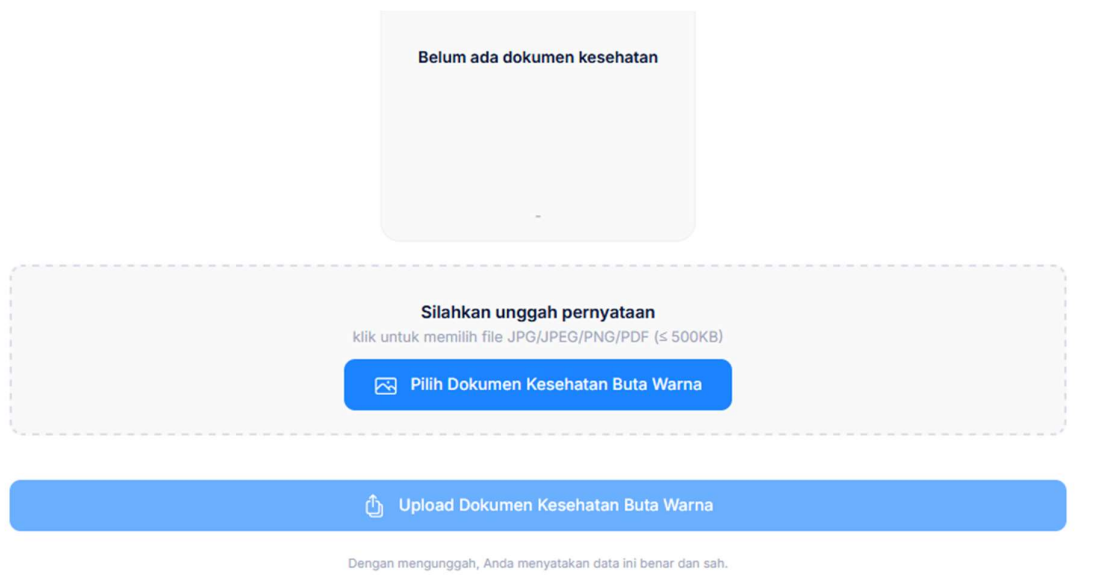 Belum ada dokumen kesehatan
-
Silahkan unggah pernyataan
klik untuk memilih file JPG/JPEG/PNG/PDF (≤ 500KB)
Pilih Dokumen Kesehatan Buta Warna
Upload Dokumen Kesehatan Buta Warna
Dengan mengunggah, Anda menyatakan data ini benar dan sah.